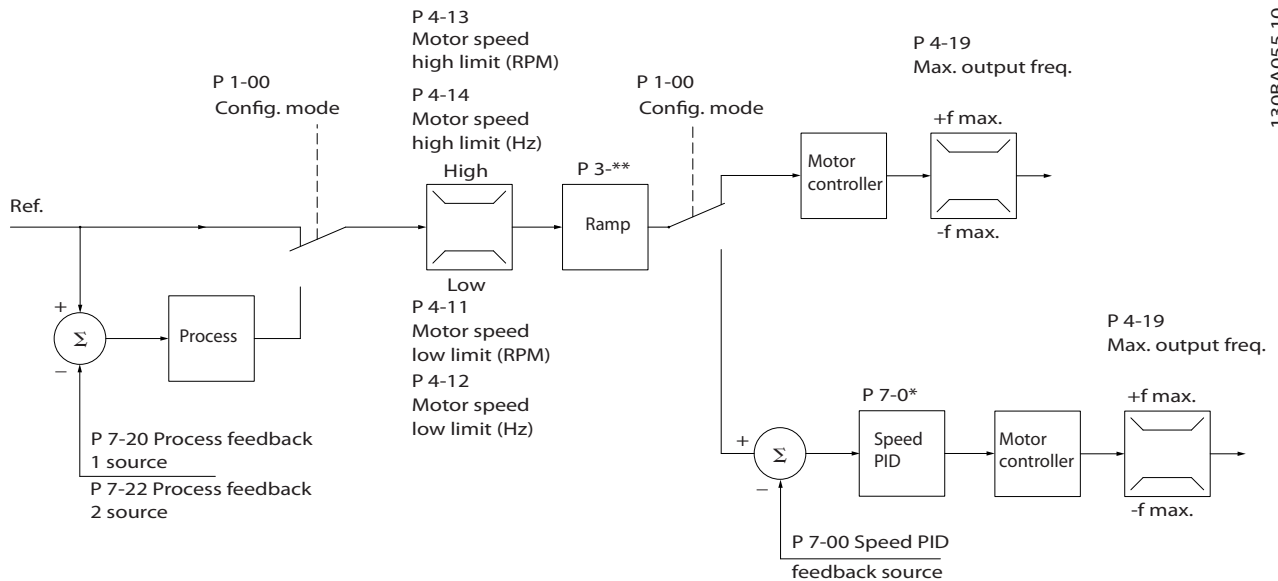 P 4-13
Motor speed
high limit (RPM)
P 4-14
Motor speed
high limit (Hz)
High
P 1-00
Config. mode
P 3-**
Ramp
P 1-00
Config. mode
P 4-19
Max. output freq.
Motor
controller
+f max.
-f max.
130BA055.10
Ref.
+
Σ
−
Process
Low
P 4-11
Motor speed
low limit (RPM)
P 4-12
Motor speed
low limit (Hz)
P 7-20 Process feedback
1 source
P 7-22 Process feedback
2 source
+
Σ
−
P 7-0*
Speed
PID
Motor
controller
P 4-19
Max. output freq.
+f max.
-f max.
P 7-00 Speed PID
feedback source